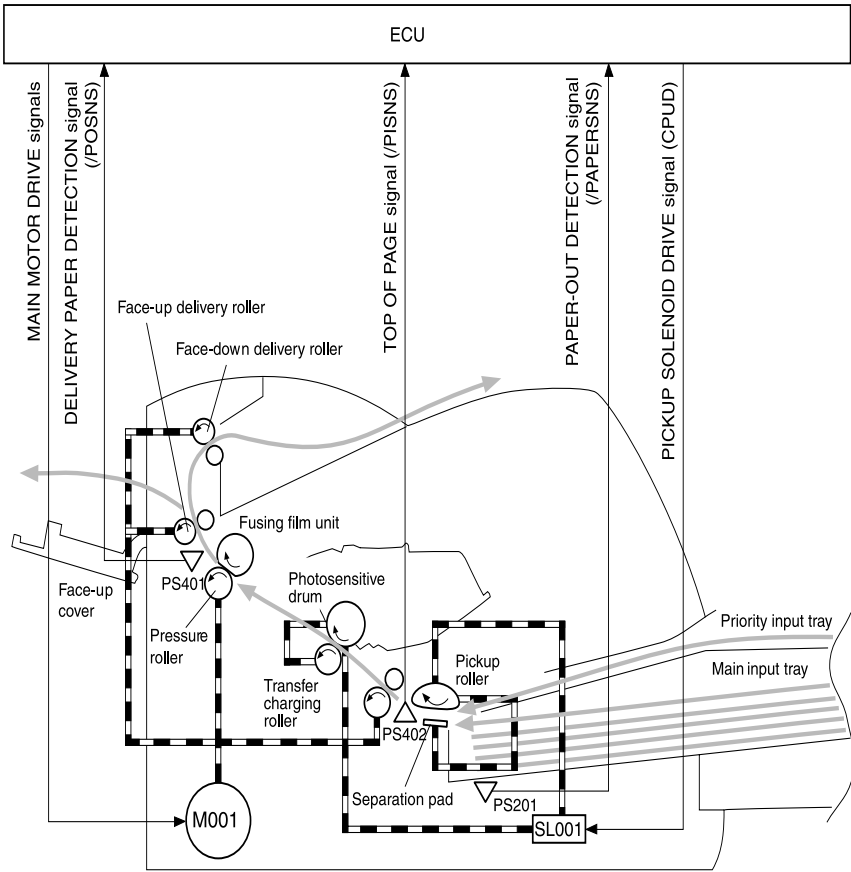 ECU
MAIN MOTOR DRIVE signals
DELIVERY PAPER DETECTION signal
(/POSNS)
TOP OF PAGE signal (/PISNS)
PAPER-OUT DETECTION signal
(/PAPERSNS)
PICKUP SOLENOID DRIVE signal (CPUD)
Face-up delivery roller
Face-down delivery roller
Fusing film unit
PS401
Face-up
cover
Pressure
roller
Photosensitive
drum
Transfer
charging
roller
Pickup
roller
Priority input tray
Main input tray
PS402
Separation pad
PS201
M001
SL001